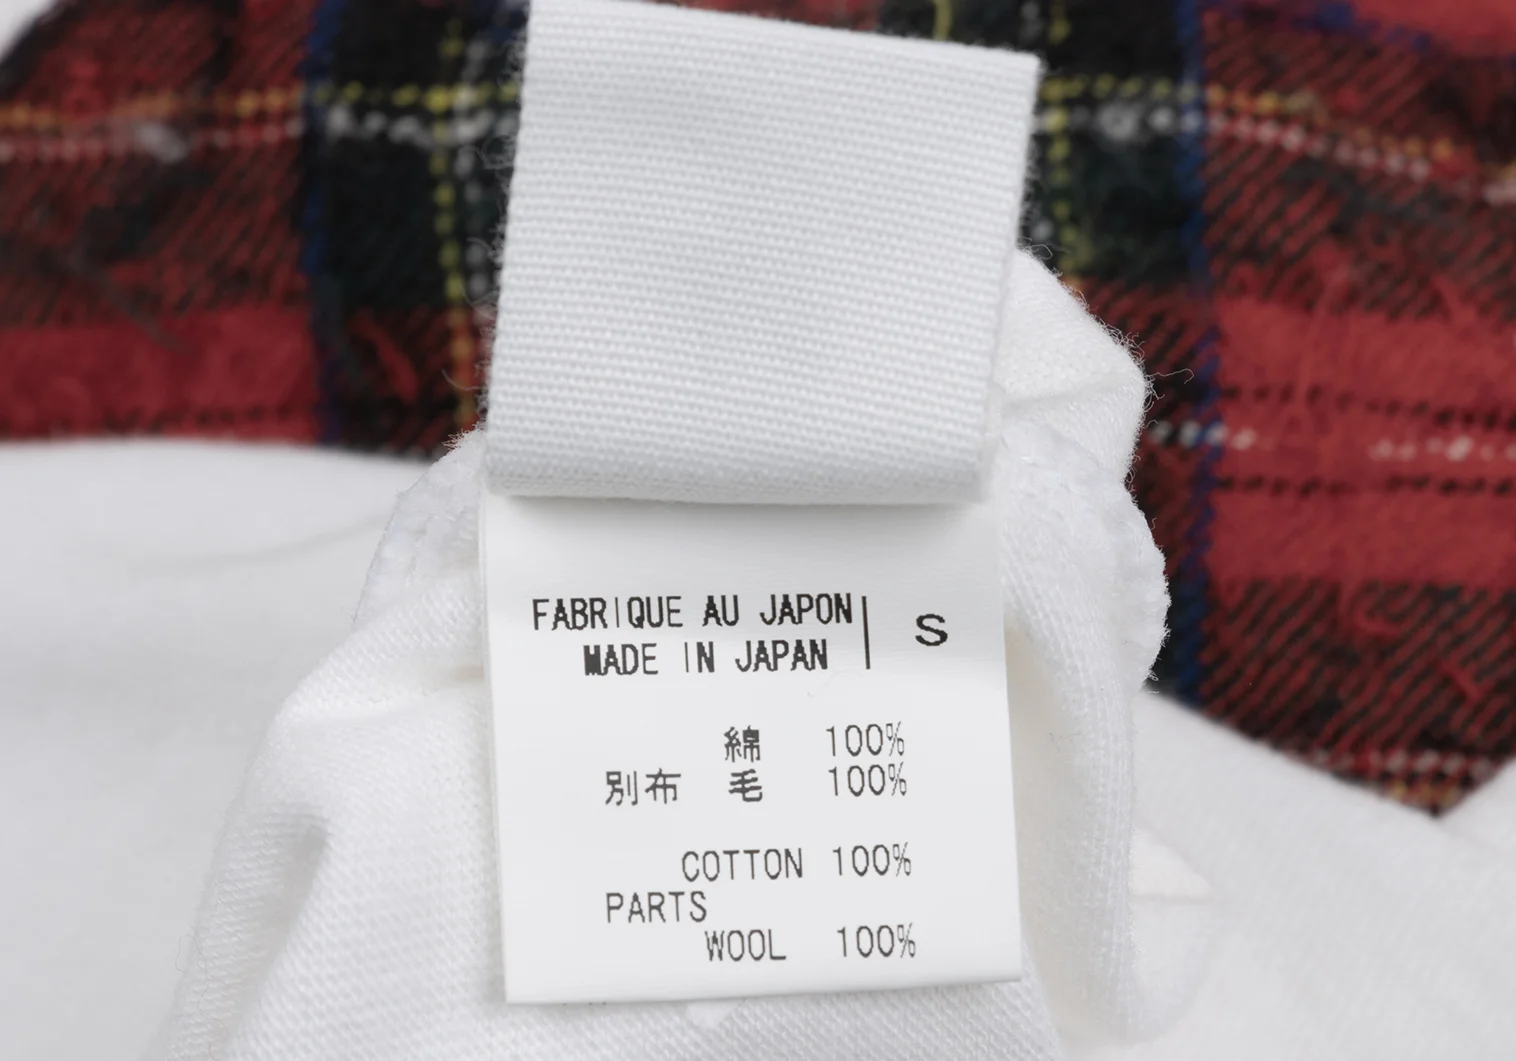 FABRIQUE AU JAPON
MADE IN JAPAN
S
綿 100%
別布 毛 100%
COTTON 100%
PARTS
WOOL 100%